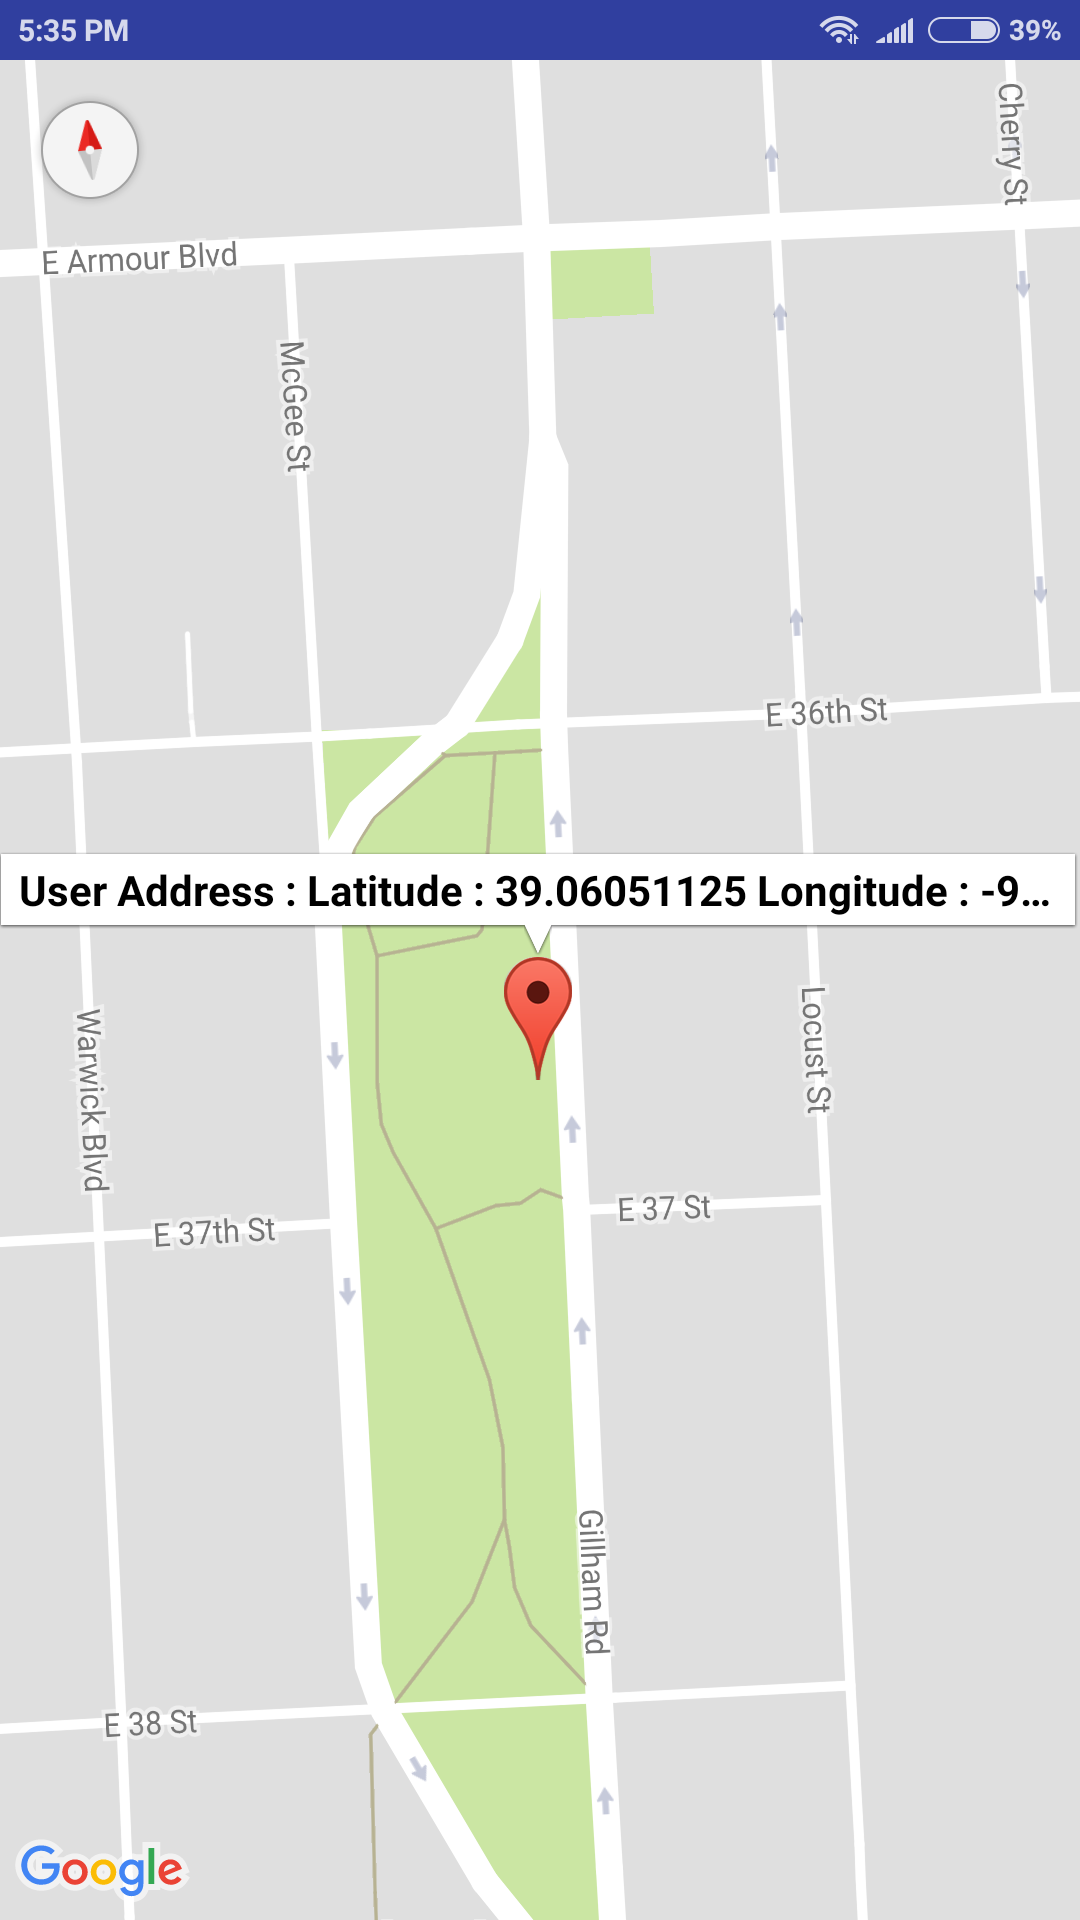 5:35 PM 39%
Cherry St
E Armour Blvd
McGee St
E 36th St
User Address : Latitude : 39.06051125 Longitude : -9...
Locust St
Warwick Blvd
E 37 St
E 37th St
Gillham Rd
E 38 St
Google